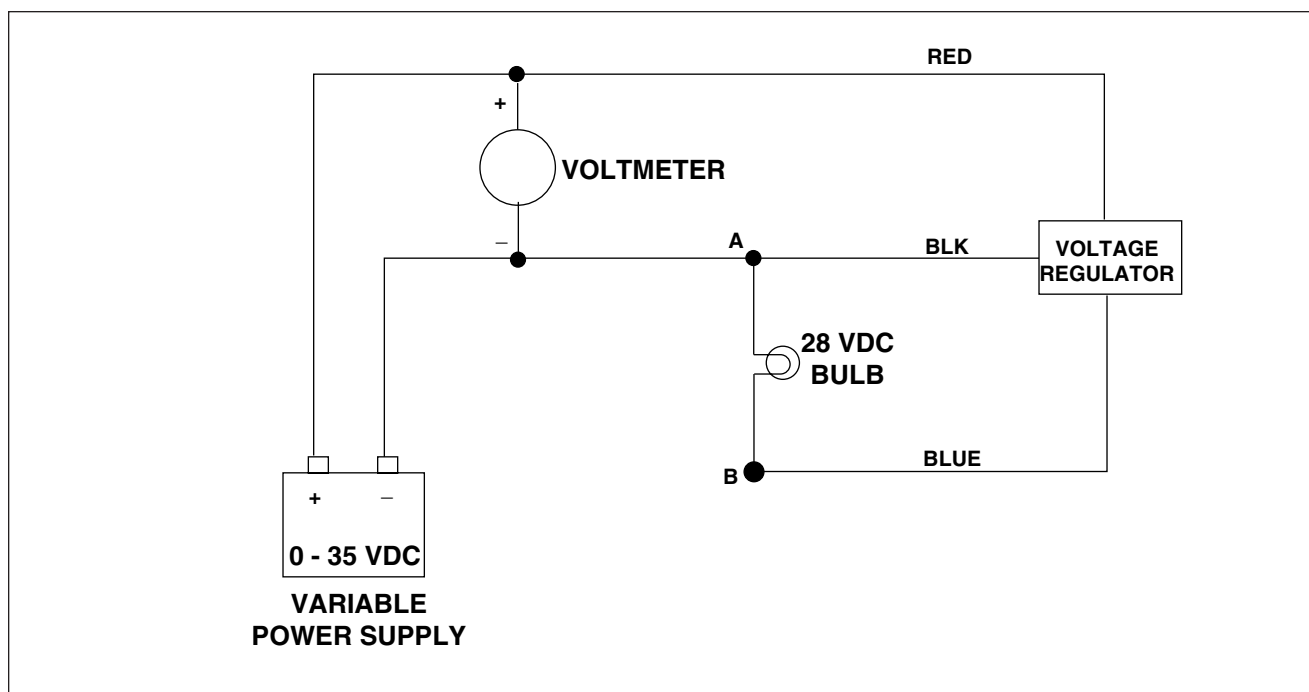 RED
+
VOLTMETER
–
A
BLK
VOLTAGE
REGULATOR
28 VDC
BULB
B
BLUE
+ –
0 - 35 VDC
VARIABLE
POWER SUPPLY